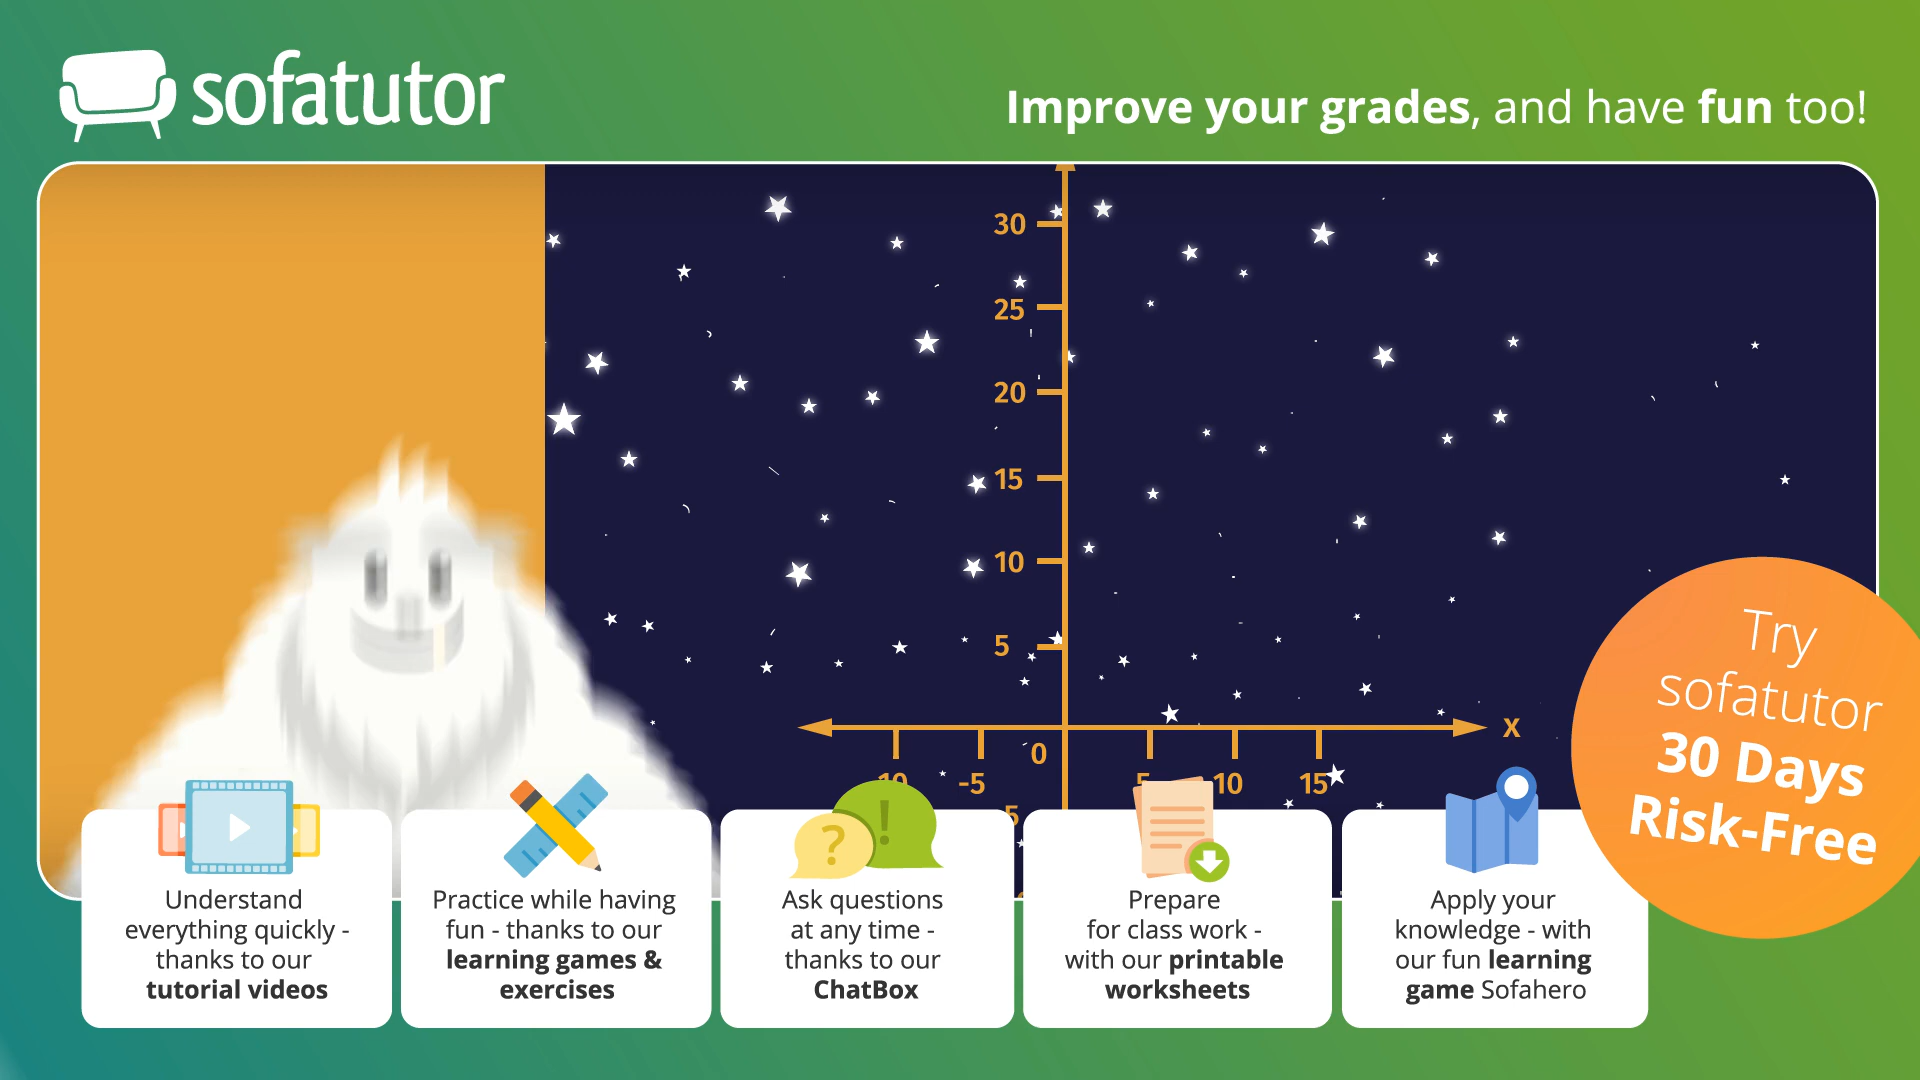 sofatutor
Improve your grades, and have fun too!
30
25
20
15
10
5
0
X
-5
5
10
15
Try
sofatutor
30 Days
Risk-Free
?
!
Understand
everything quickly -
thanks to our
tutorial videos
Practice while having
fun - thanks to our
learning games &
exercises
Ask questions
at any time -
thanks to our
ChatBox
Prepare
for class work -
with our printable
worksheets
Apply your
knowledge - with
our fun learning
game Sofahero